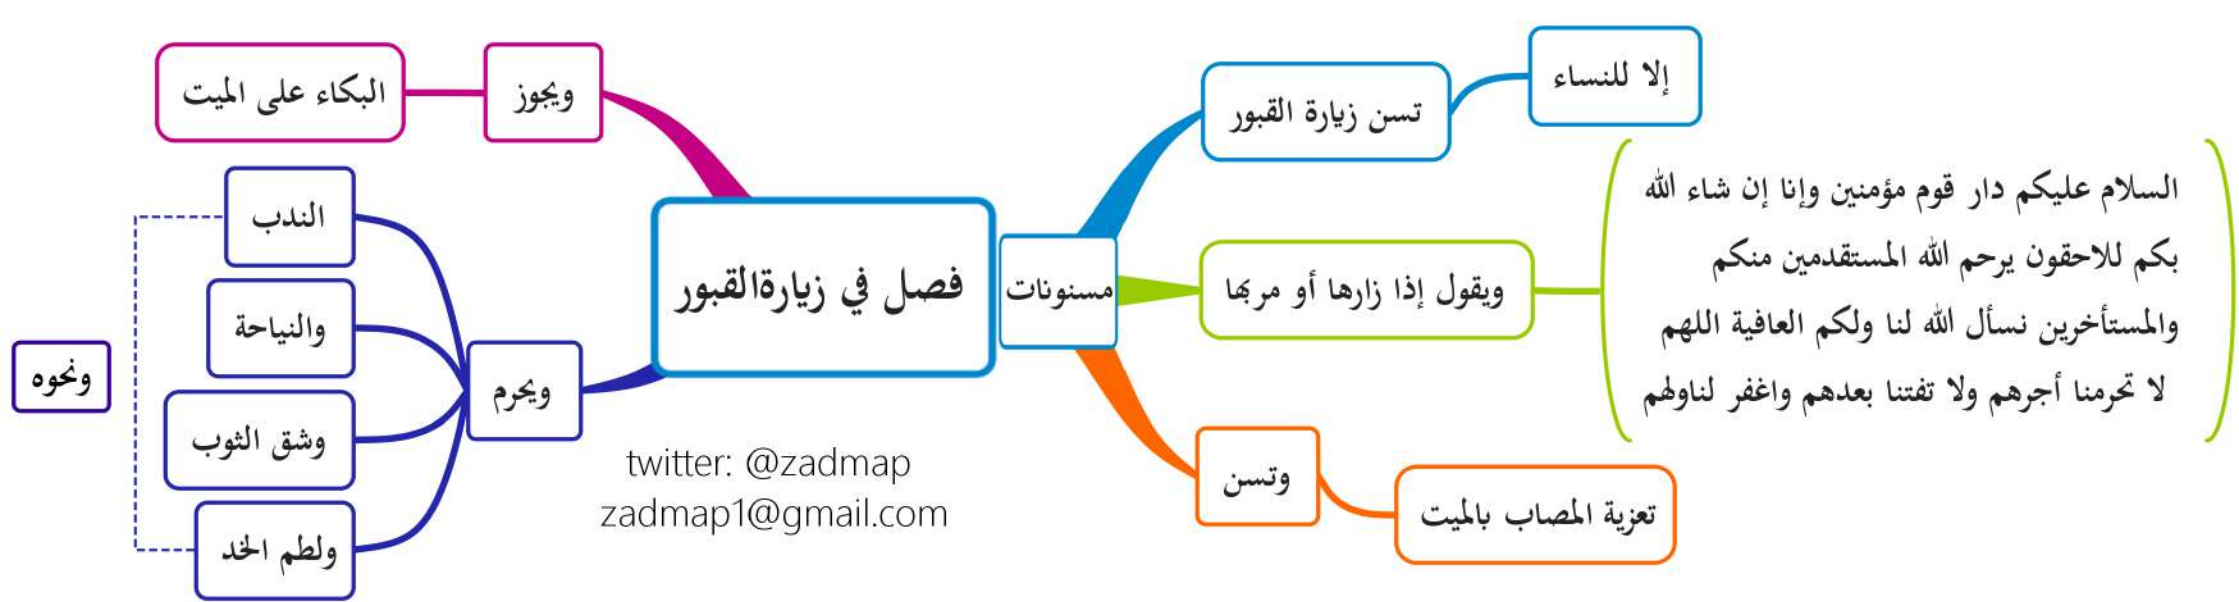 فصل في زيارةالقبور
مسنونات
تسن زيارة القبور
إلا للنساء
ويقول إذا زارها أو مربها
السلام عليكم دار قوم مؤمنين وإنا إن شاء الله
بكم للاحقون يرحم الله المستقدمين منكم
والمستأخرين نسأل الله لنا ولكم العافية اللهم
لا تحرمنا أجرهم ولا تفتنا بعدهم واغفر لناولهم
وتسن
تعزية المصاب بالميت
ويجوز
البكاء على الميت
ويحرم
الندب
والنياحة
وشق الثوب
ولطم الخد
ونحوه
twitter: @zadmap
zadmap1@gmail.com